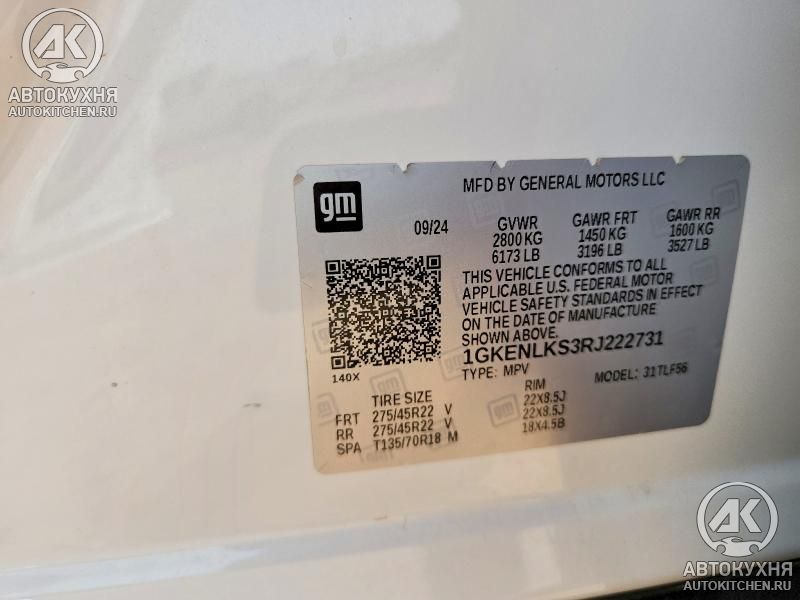 AK
АВТОКУХНЯ
AUTOKITCHEN.RU
gm
MFD BY GENERAL MOTORS LLC
09/24 GVWR GAWR FRT GAWR RR
2800 KG 1450 KG 1600 KG
6173 LB 3196 LB 3527 LB
THIS VEHICLE CONFORMS TO ALL
APPLICABLE U.S. FEDERAL MOTOR
VEHICLE SAFETY STANDARDS IN EFFECT
ON THE DATE OF MANUFACTURE
SHOWN ABOVE.
1GKENLKS3RJ222731
140X
TYPE: MPV MODEL: 31TLF56
TIRE SIZE RIM
FRT 275/45R22 V 22X8.5J
RR 275/45R22 V 22X8.5J
SPA T135/70R18 M 18X4.5B
AK
АВТОКУХНЯ
AUTOKITCHEN.RU